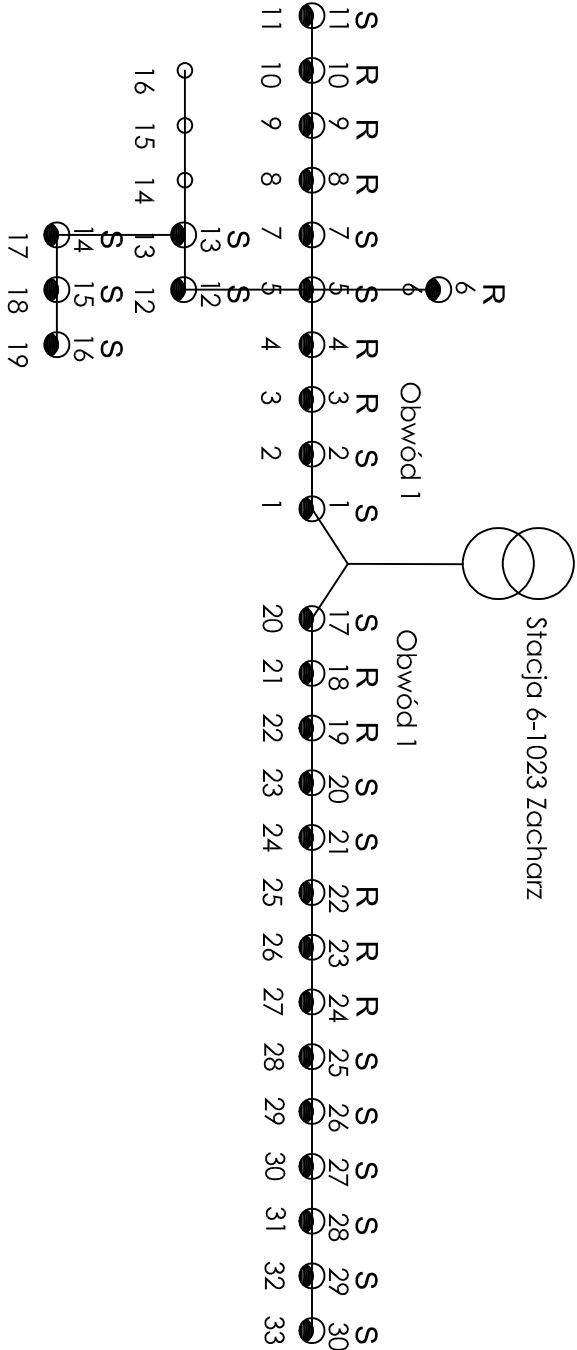 Stacja 6-1023 Zacharz
R
6
6
Obwód 1 Obwód 1
S R R R S S R R S S S R R S S R R R S S S S S S
11 10 9 8 7 5 4 3 2 1 17 18 19 20 21 22 23 24 25 26 27 28 29 30
11 10 9 8 7 5 4 3 2 1 20 21 22 23 24 25 26 27 28 29 30 31 32 33
S S
13 12
16 15 14 13 12
S S S
14 15 16
17 18 19